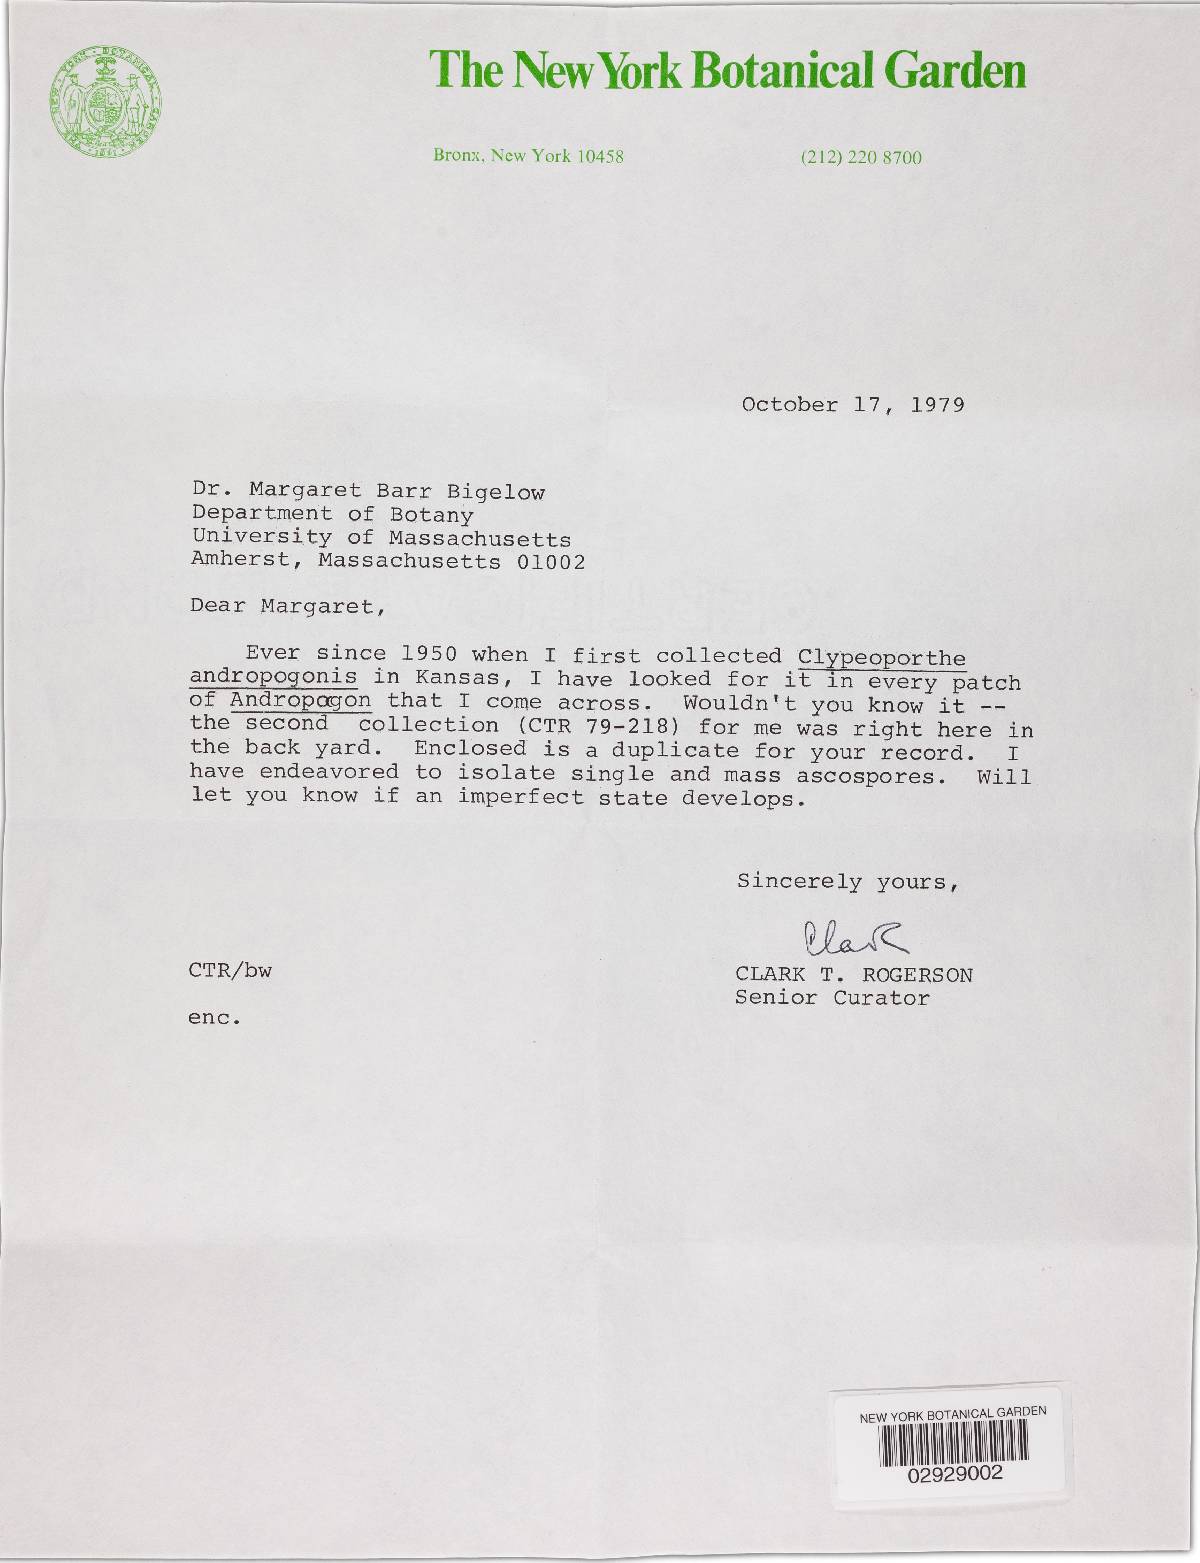 The New York Botanical Garden
Bronx, New York 10458
(212) 220 8700
October 17, 1979
Dr. Margaret Barr Bigelow
Department of Botany
University of Massachusetts
Amherst, Massachusetts 01002
Dear Margaret,
Ever since 1950 when I first collected Clypeoporthe
andropogonis in Kansas, I have looked for it in every patch
of Andropogon that I come across. Wouldn't you know it --
the second collection (CTR 79-218) for me was right here in
the back yard. Enclosed is a duplicate for your record. I
have endeavored to isolate single and mass ascospores. Will
let you know if an imperfect state develops.
Sincerely yours,
Clark
CTR/bw
CLARK T. ROGERSON
Senior Curator
enc.
NEW YORK BOTANICAL GARDEN
02929002